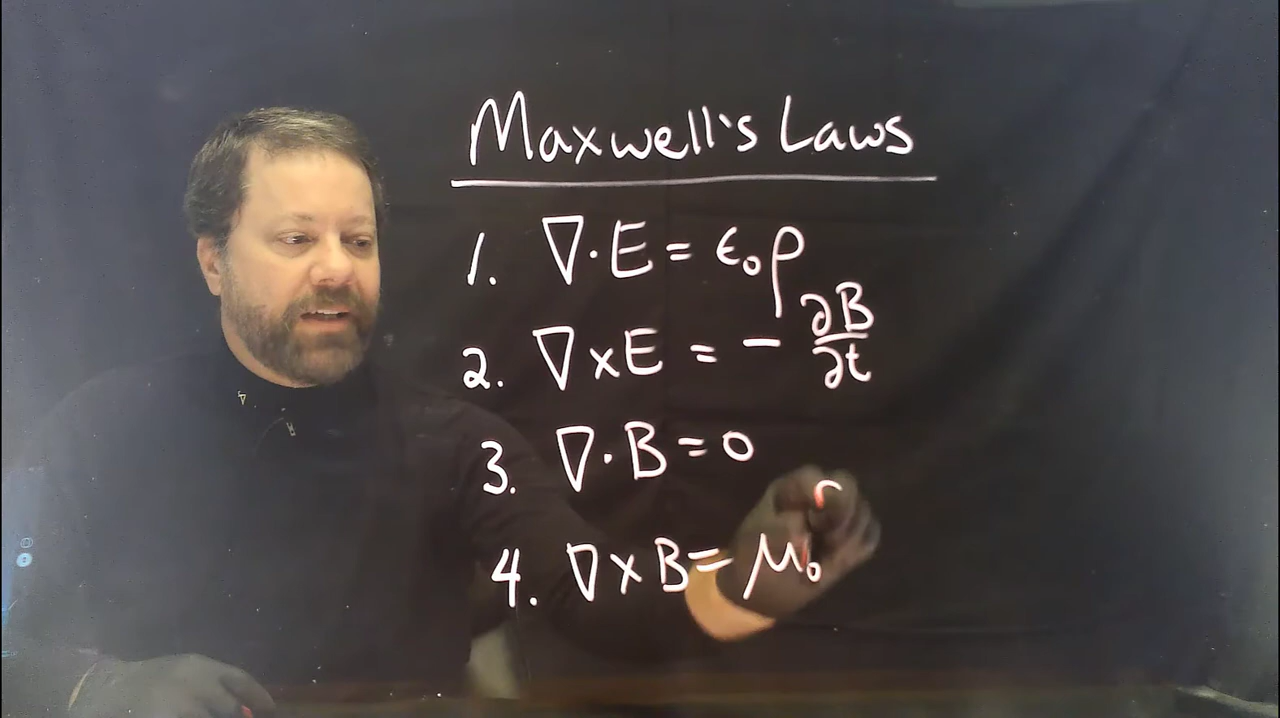 Maxwell's Laws
1. ∇·E = ϵ₀ρ
2. ∇×E = - ∂B/∂t
3. ∇·B = 0
4. ∇×B = μ₀